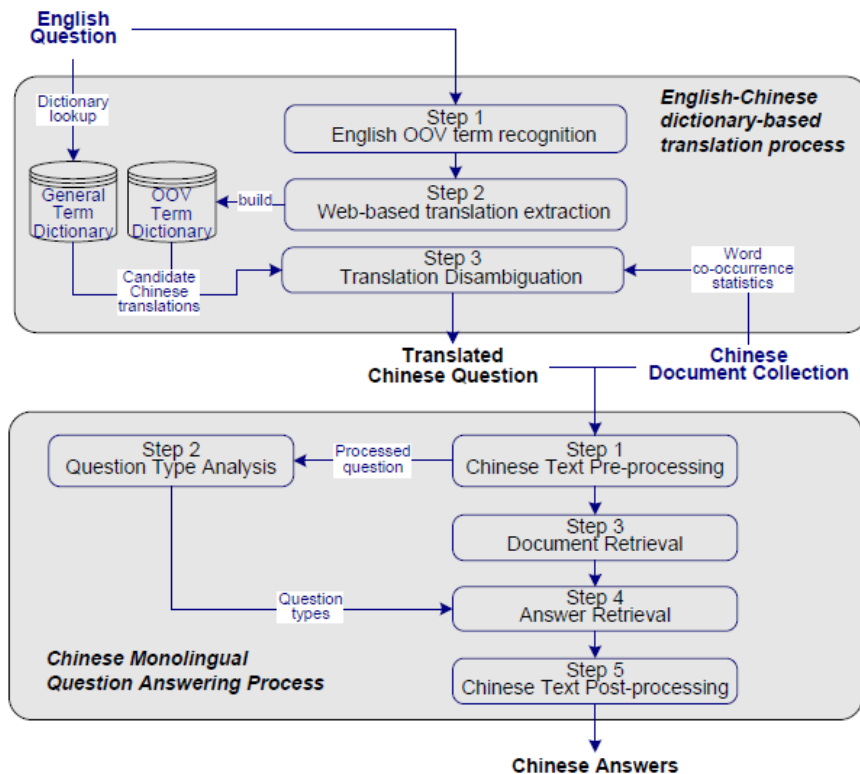 English
Question
Dictionary
lookup
English-Chinese
dictionary-based
translation process
Step 1
English OOV term recognition
General
Term
Dictionary
OOV
Term
Dictionary
build
Step 2
Web-based translation extraction
Candidate
Chinese
translations
Step 3
Translation Disambiguation
Word
co-occurrence
statistics
Translated
Chinese Question
Chinese
Document Collection
Step 2
Question Type Analysis
Processed
question
Step 1
Chinese Text Pre-processing
Step 3
Document Retrieval
Question
types
Step 4
Answer Retrieval
Chinese Monolingual
Question Answering Process
Step 5
Chinese Text Post-processing
Chinese Answers